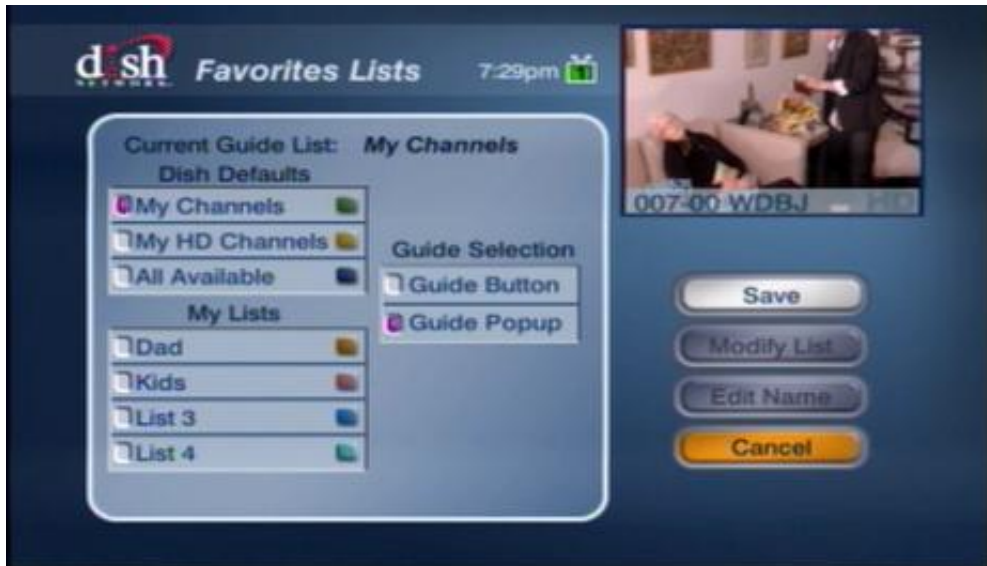 dish
NETWORK
Favorites Lists
7:29pm
1
Current Guide List: My Channels
Dish Defaults
My Channels
My HD Channels
All Available
My Lists
Dad
Kids
List 3
List 4
Guide Selection
Guide Button
Guide Popup
007-00 WDBJ HD
Save
Modify List
Edit Name
Cancel